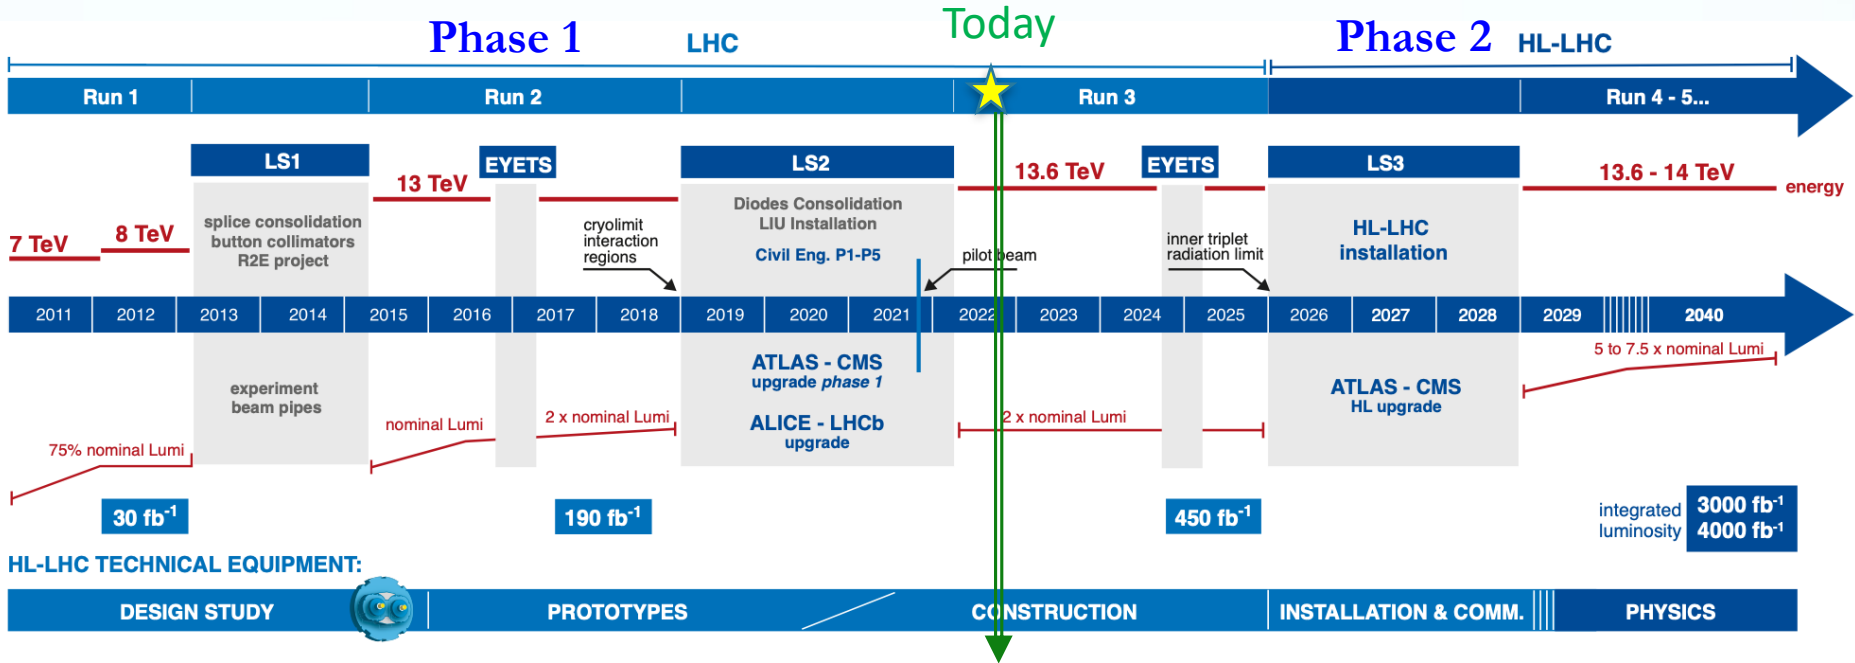 Phase 1
LHC
Today
Phase 2
HL-LHC
Run 1
Run 2
Run 3
Run 4 - 5...
LS1
EYETS
LS2
EYETS
LS3
7 TeV
8 TeV
13 TeV
13.6 TeV
13.6 - 14 TeV
energy
splice consolidation
button collimators
R2E project
cryolimit
interaction
regions
Diodes Consolidation
LIU Installation
Civil Eng. P1-P5
pilot beam
inner triplet
radiation limit
HL-LHC
installation
2011
2012
2013
2014
2015
2016
2017
2018
2019
2020
2021
2022
2023
2024
2025
2026
2027
2028
2029
2040
experiment
beam pipes
ATLAS - CMS
upgrade phase 1
ALICE - LHCb
upgrade
ATLAS - CMS
HL upgrade
75% nominal Lumi
nominal Lumi
2 x nominal Lumi
2 x nominal Lumi
5 to 7.5 x nominal Lumi
30 fb⁻¹
190 fb⁻¹
450 fb⁻¹
integrated
luminosity
3000 fb⁻¹
4000 fb⁻¹
HL-LHC TECHNICAL EQUIPMENT:
DESIGN STUDY
PROTOTYPES
CONSTRUCTION
INSTALLATION & COMM.
PHYSICS